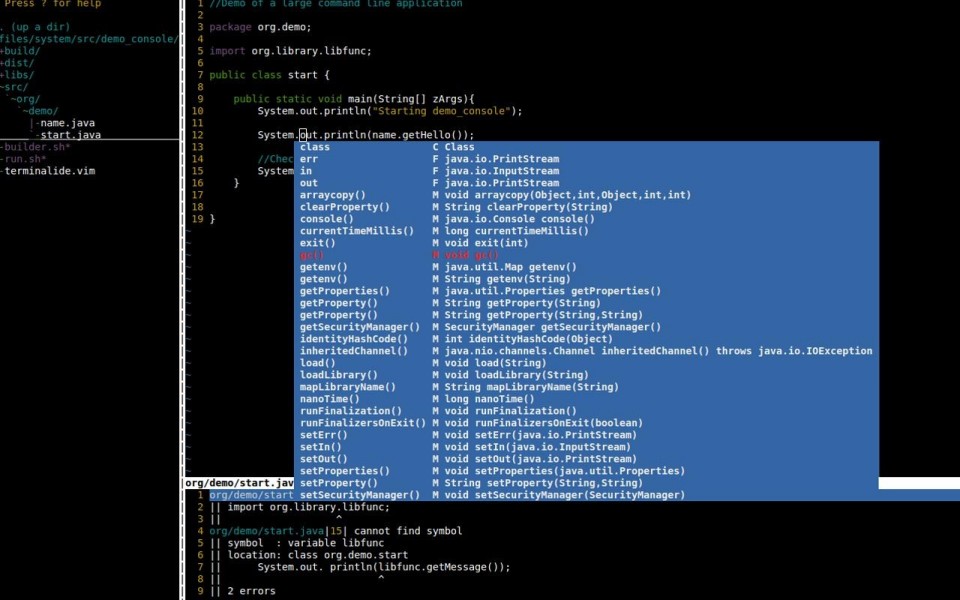 Press ? for help
. (up a dir)
files/system/src/demo_console/
+build/
+dist/
+libs/
~src/
`~org/
`~demo/
|-name.java
`-start.java
-builder.sh*
-run.sh*
-terminalide.vim
1 //Demo of a large command line application
2
3 package org.demo;
4
5 import org.library.libfunc;
6
7 public class start {
8
9 public static void main(String[] zArgs){
10 System.out.println("Starting demo_console");
11
12 System.out.println(name.getHello());
13
14 //Chec
15 System
16 }
17
18
19 }
class C Class
err F java.io.PrintStream
in F java.io.InputStream
out F java.io.PrintStream
arraycopy() M void arraycopy(Object,int,Object,int,int)
clearProperty() M String clearProperty(String)
console() M java.io.Console console()
currentTimeMillis() M long currentTimeMillis()
exit() M void exit(int)
gc() M void gc()
getenv() M java.util.Map getenv()
getenv() M String getenv(String)
getProperties() M java.util.Properties getProperties()
getProperty() M String getProperty(String)
getProperty() M String getProperty(String,String)
getSecurityManager() M SecurityManager getSecurityManager()
identityHashCode() M int identityHashCode(Object)
inheritedChannel() M java.nio.channels.Channel inheritedChannel() throws java.io.IOException
load() M void load(String)
loadLibrary() M void loadLibrary(String)
mapLibraryName() M String mapLibraryName(String)
nanoTime() M long nanoTime()
runFinalization() M void runFinalization()
runFinalizersOnExit() M void runFinalizersOnExit(boolean)
setErr() M void setErr(java.io.PrintStream)
setIn() M void setIn(java.io.InputStream)
setOut() M void setOut(java.io.PrintStream)
setProperties() M void setProperties(java.util.Properties)
setProperty() M String setProperty(String,String)
setSecurityManager() M void setSecurityManager(SecurityManager)
org/demo/start.jav
1 org/demo/start
2 || import org.library.libfunc;
3 || ^
4 org/demo/start.java|15| cannot find symbol
5 || symbol : variable libfunc
6 || location: class org.demo.start
7 || System.out. println(libfunc.getMessage());
8 || ^
9 || 2 errors